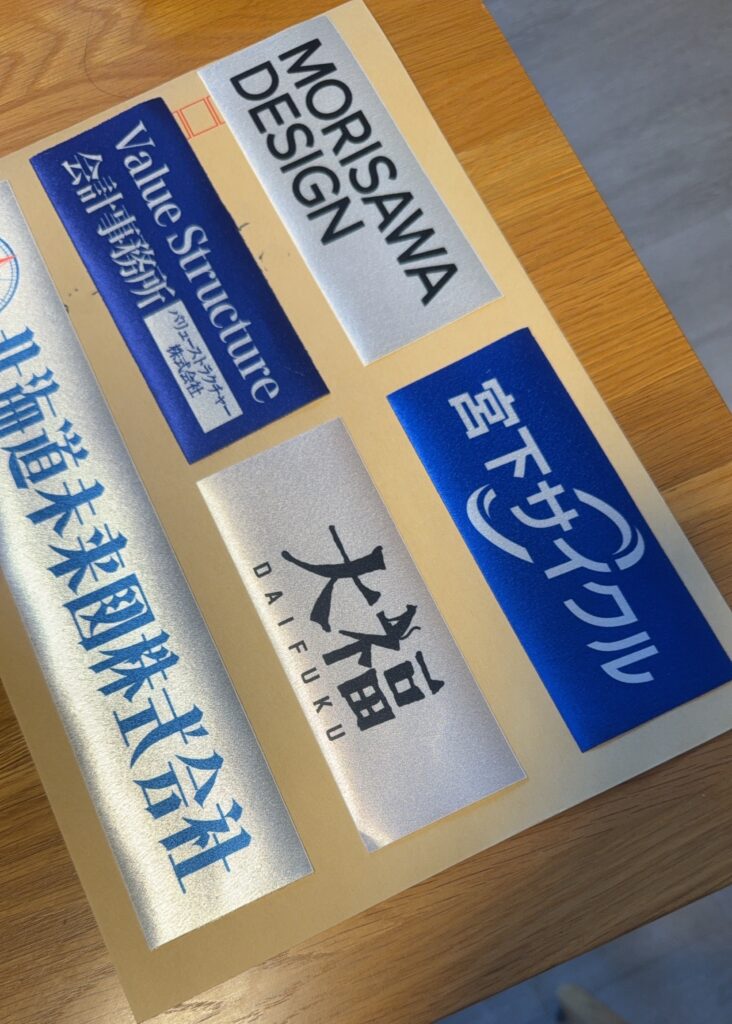 MORISAWA
DESIGN
Value Structure
会計事務所
バリューストラクチャー
株式会社
宮下サイクル
大福
DAIFUKU
北海道未来図株式会社